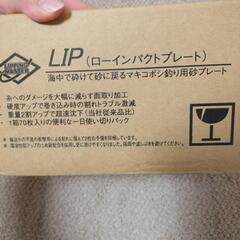 LIPPING MASTER
LIP（ローインパクトプレート）
海中で砕けて砂に戻るマキコボシ釣り用砂プレート
糸へのダメージを大幅に減らす面取り加工
硬度アップで巻き込み時の割れトラブル激減
重量2割アップで超速沈下（当社従来品比）
1箱70枚入りの便利な一日使い切りパック